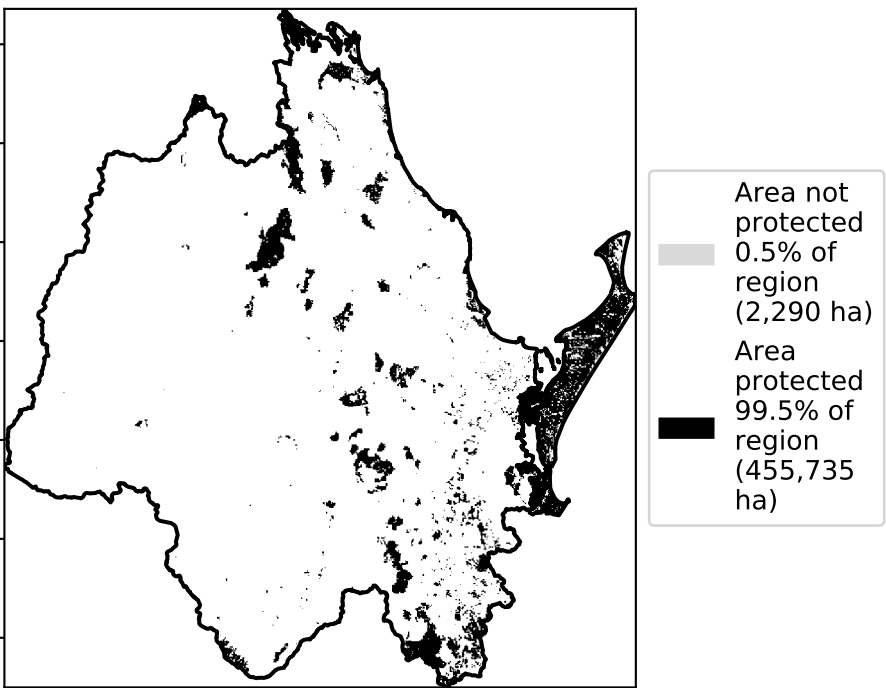 Area not
protected
0.5% of
region
(2,290 ha)
Area
protected
99.5% of
region
(455,735
ha)